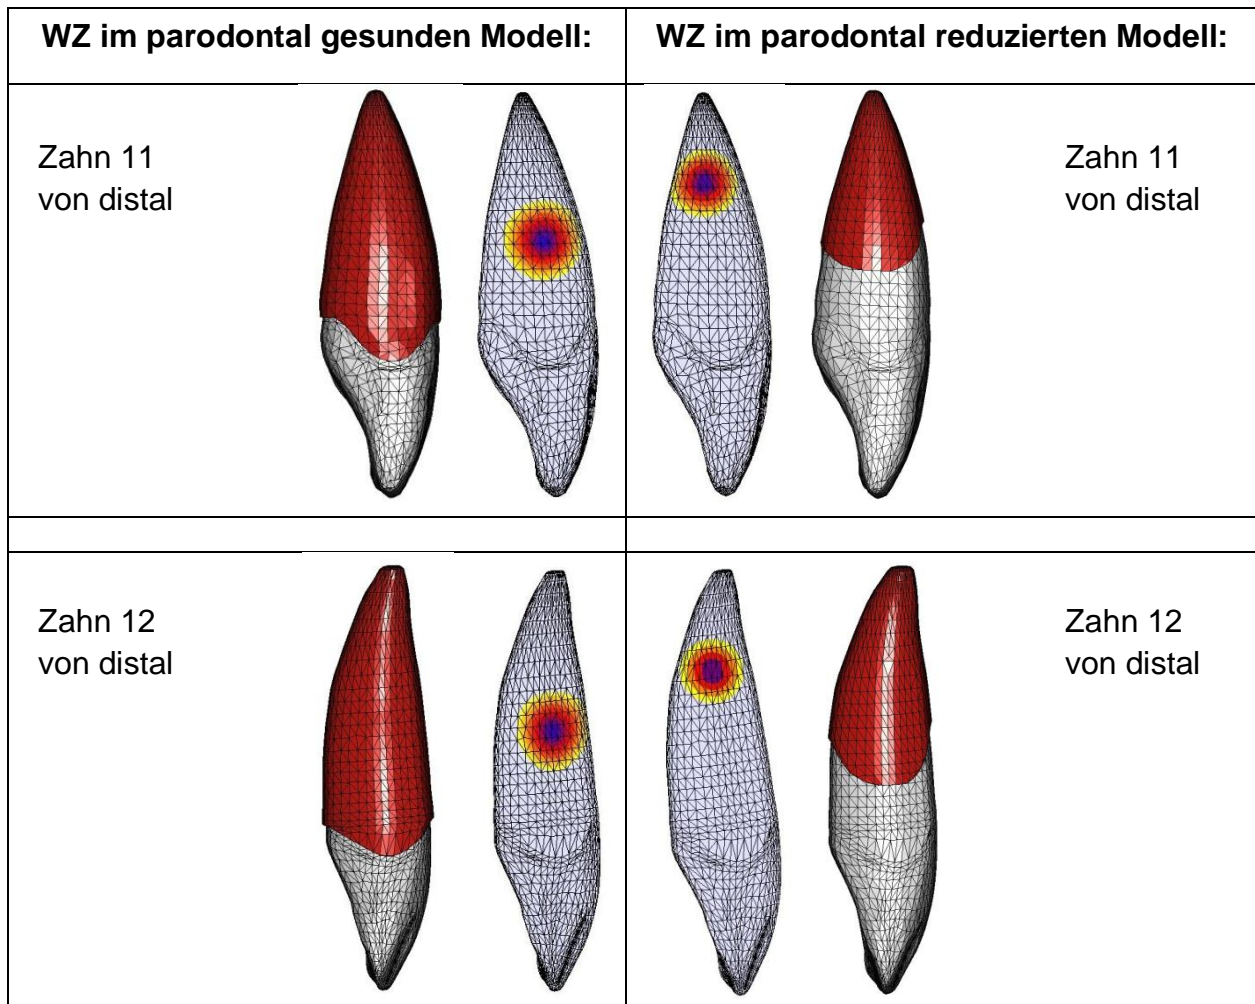 WZ im parodontal gesunden Modell:
WZ im parodontal reduzierten Modell:
Zahn 11
von distal
Zahn 11
von distal
Zahn 12
von distal
Zahn 12
von distal